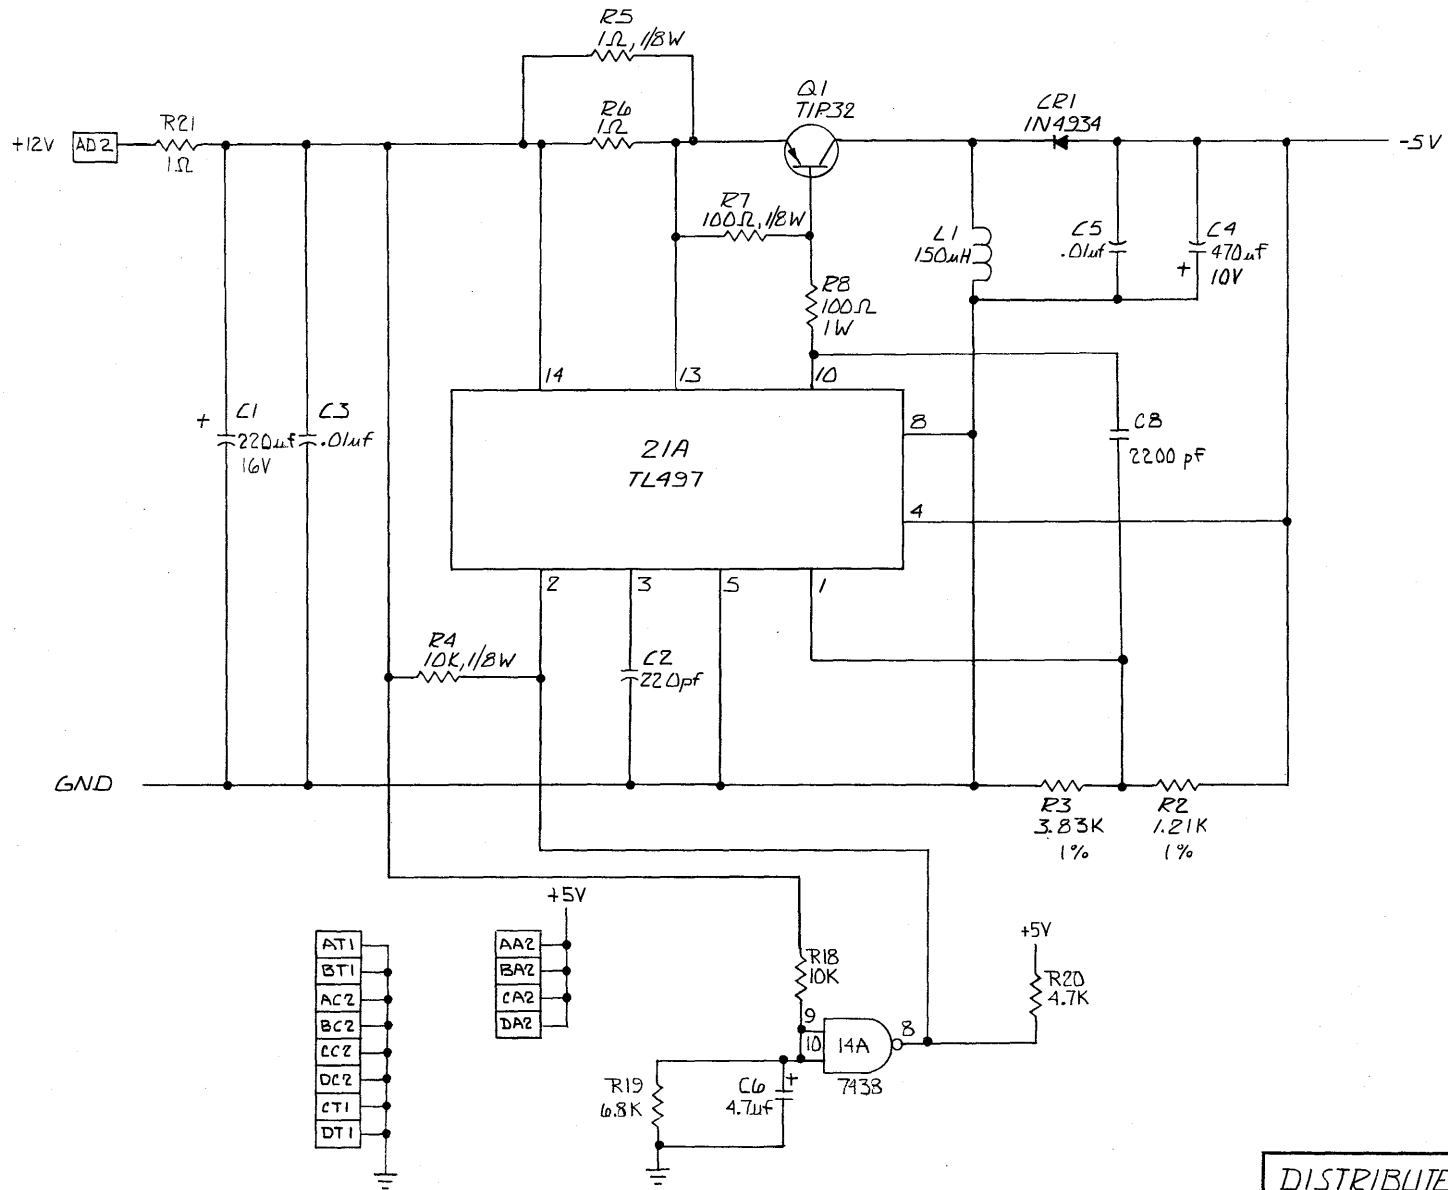 R5
1Ω, 1/8W
R6
1Ω
Q1
TIP32
CR1
1N4934
+12V
AD2
R21
1Ω
-5V
R7
100Ω, 1/8W
L1
150uH
C5
.01uf
C4
470uf
+
10V
R8
100Ω
1W
14
13
10
+
C1
220uf
16V
C3
.01uf
21A
TL497
8
4
C8
2200pf
2
3
5
1
R4
10K, 1/8W
C2
220pf
GND
R3
3.83K
1%
R2
1.21K
1%
+5V
AT1
BT1
AC2
BC2
CC2
DC2
CT1
DT1
AA2
BA2
CA2
DA2
R18
10K
+5V
R20
4.7K
9
10
14A
8
7438
R19
6.8K
C6
4.7uf
+
DISTRIBUTE